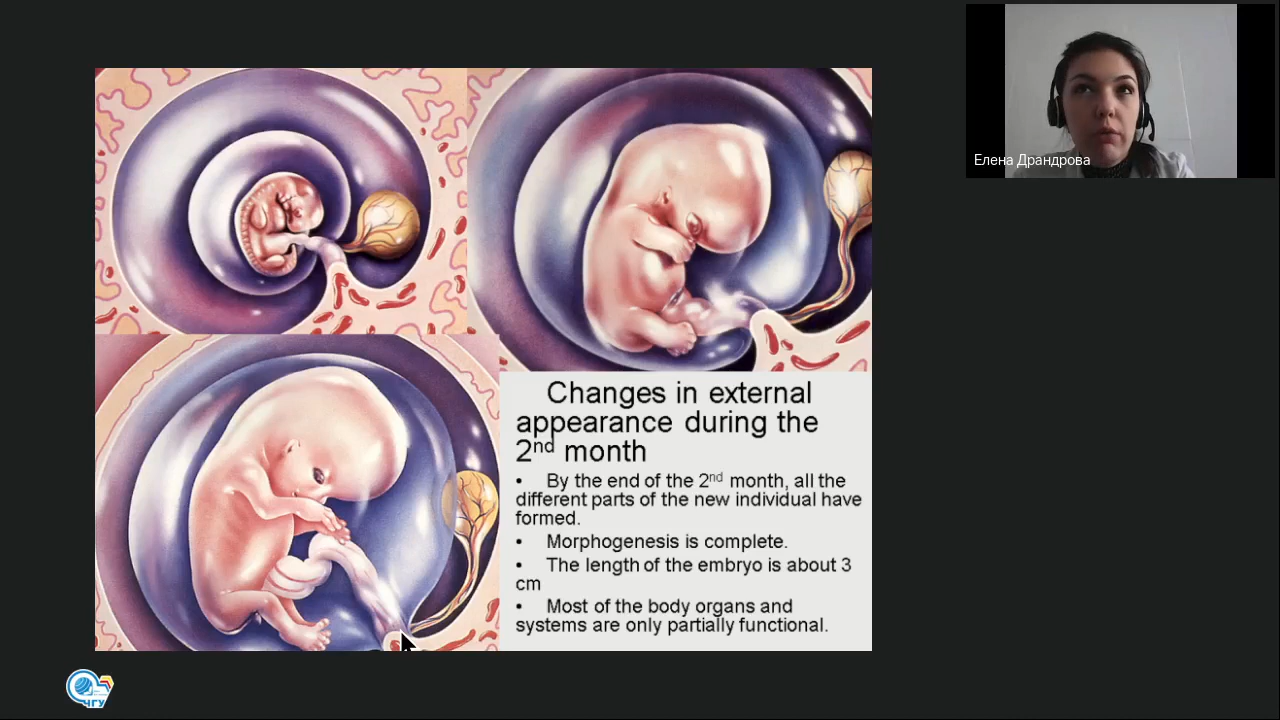 Елена Драндрова
Changes in external
appearance during the
2nd month
• By the end of the 2nd month, all the
different parts of the new individual have
formed.
• Morphogenesis is complete.
• The length of the embryo is about 3
cm
• Most of the body organs and
systems are only partially functional.
ЧГУ